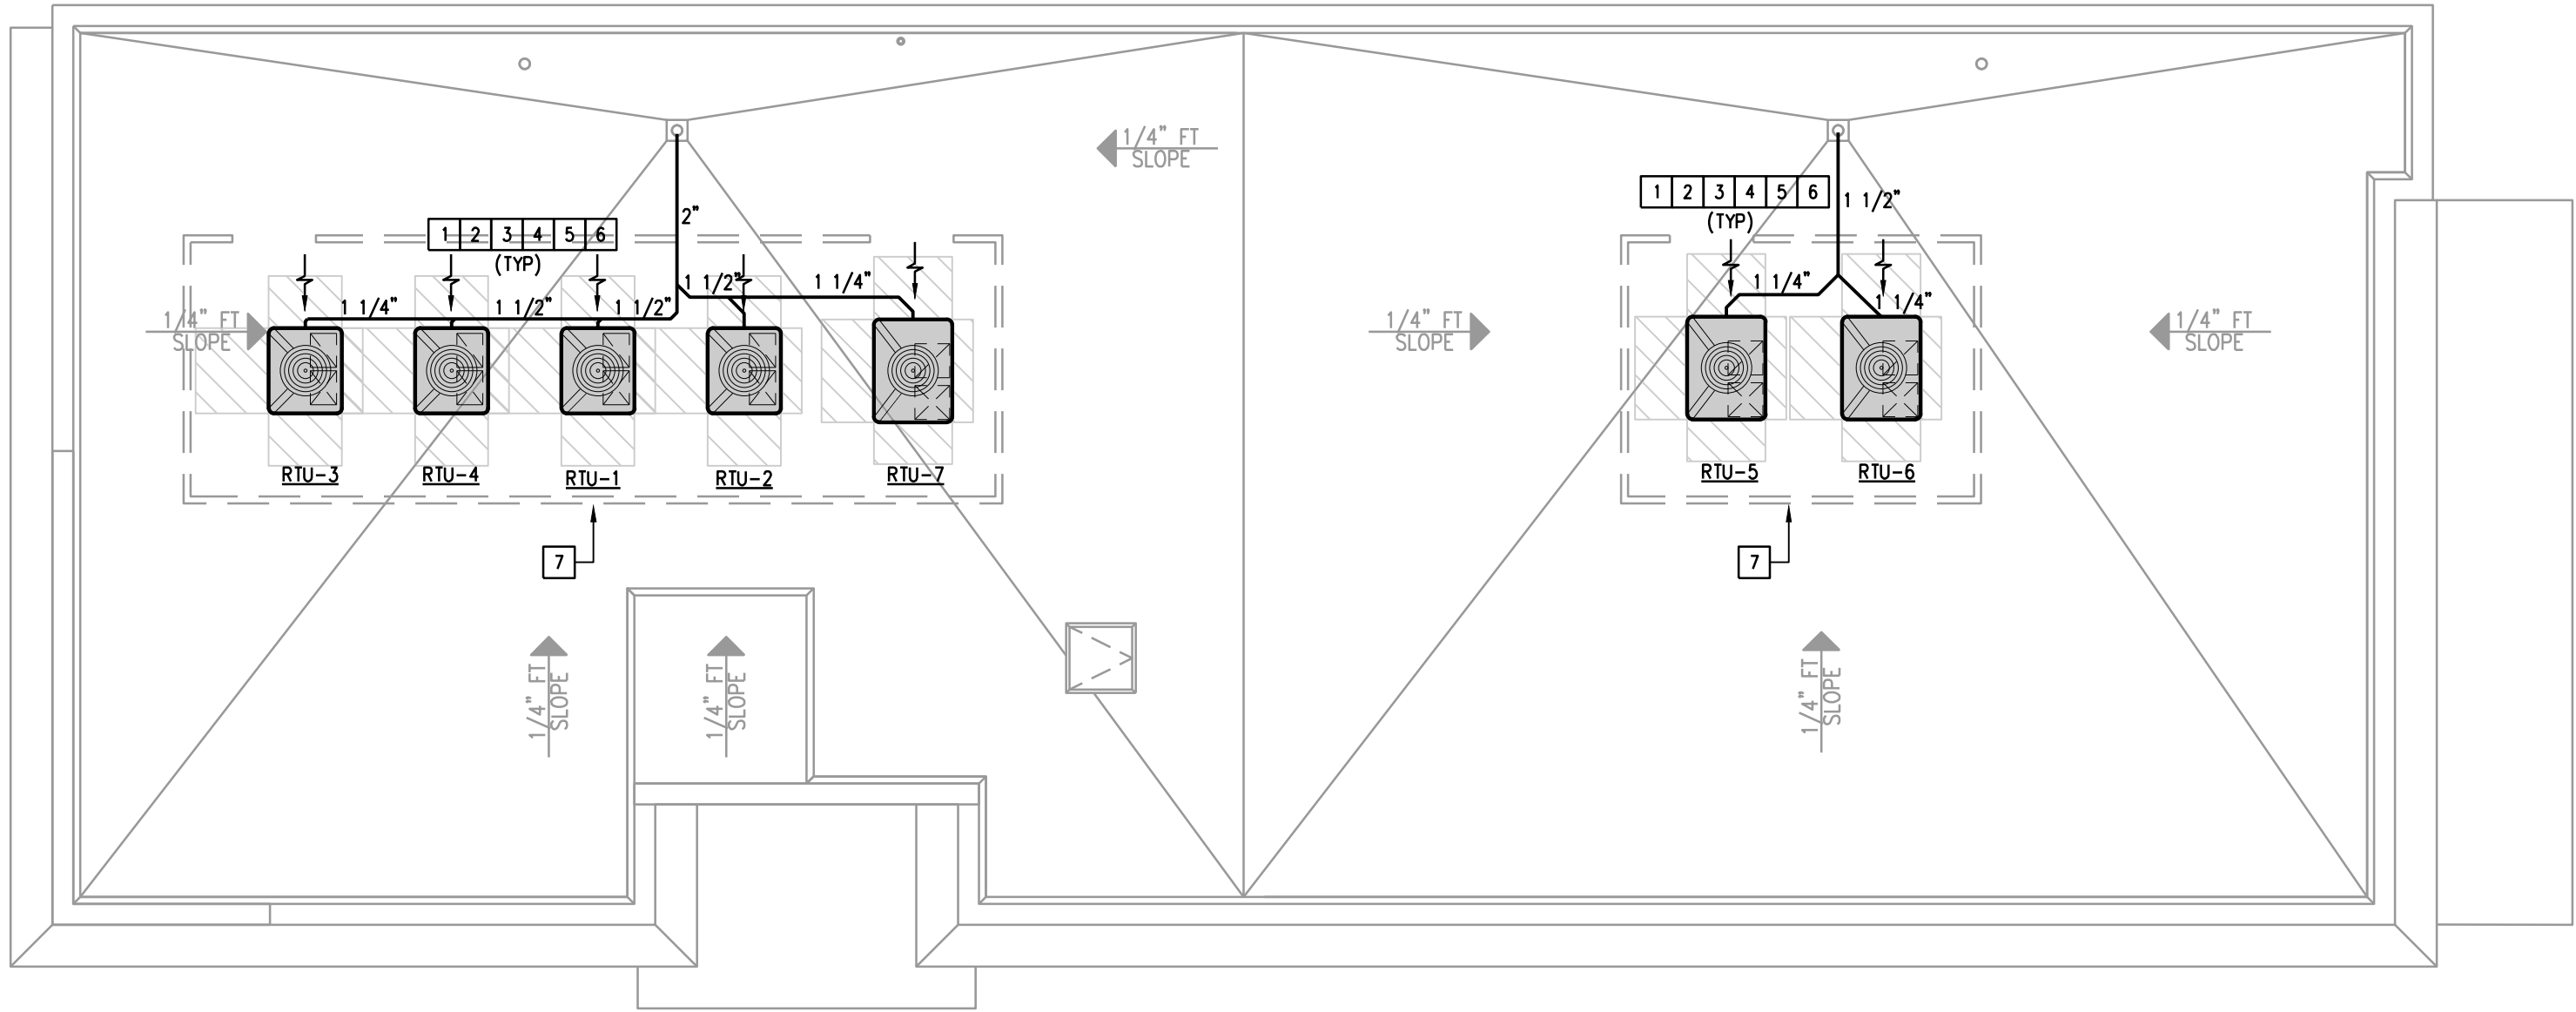 1/4" FT
SLOPE
1 2 3 4 5 6
(TYP)
1 1/2"
2"
1 2 3 4 5 6
(TYP)
1 1/2"
1 1/4"
1 1/4"
1 1/4"
1 1/2"
1 1/2"
1 1/4"
1/4" FT
SLOPE
1/4" FT
SLOPE
1/4" FT
SLOPE
RTU-3
RTU-4
RTU-1
RTU-2
RTU-7
RTU-5
RTU-6
7
7
1/4" FT
SLOPE
1/4" FT
SLOPE
1/4" FT
SLOPE